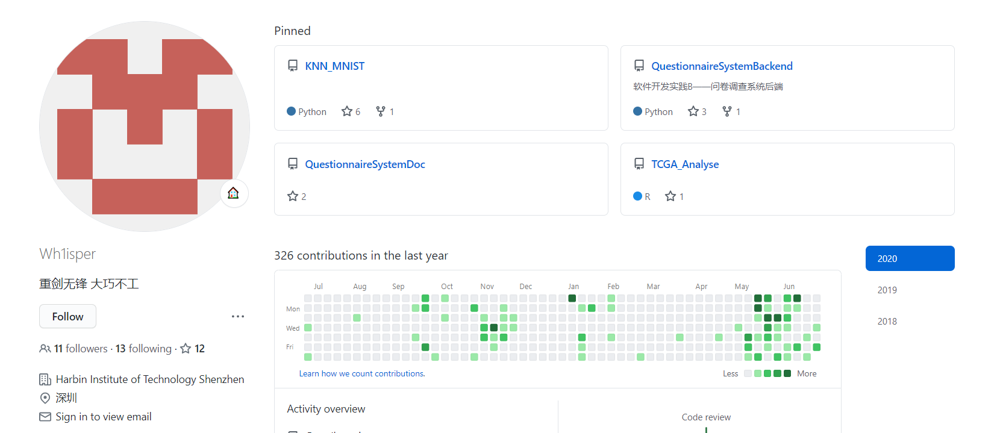 Wh1isper
重剑无锋 大巧不工
Follow
11 followers · 13 following · 12
Harbin Institute of Technology Shenzhen
深圳
Sign in to view email
Pinned
KNN_MNIST
Python 6 1
QuestionnaireSystemBackend
软件开发实践B——问卷调查系统后端
Python 3 1
QuestionnaireSystemDoc
2
TCGA_Analyse
R 1
326 contributions in the last year
Jul Aug Sep Oct Nov Dec Jan Feb Mar Apr May Jun
Mon
Wed
Fri
Learn how we count contributions.
Less More
2020
2019
2018
Activity overview
Code review